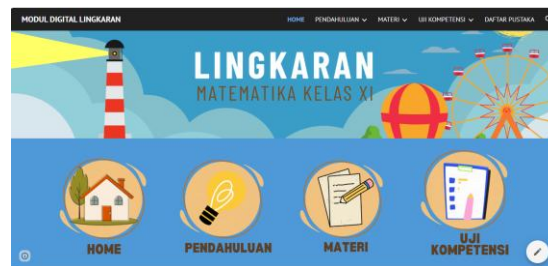 MODUL DIGITAL LINGKARAN
HOME PENDAHULUAN MATERI UJI KOMPETENSI DAFTAR PUSTAKA
LINGKARAN
MATEMATIKA KELAS XI
HOME
PENDAHULUAN
MATERI
UJI
KOMPETENSI